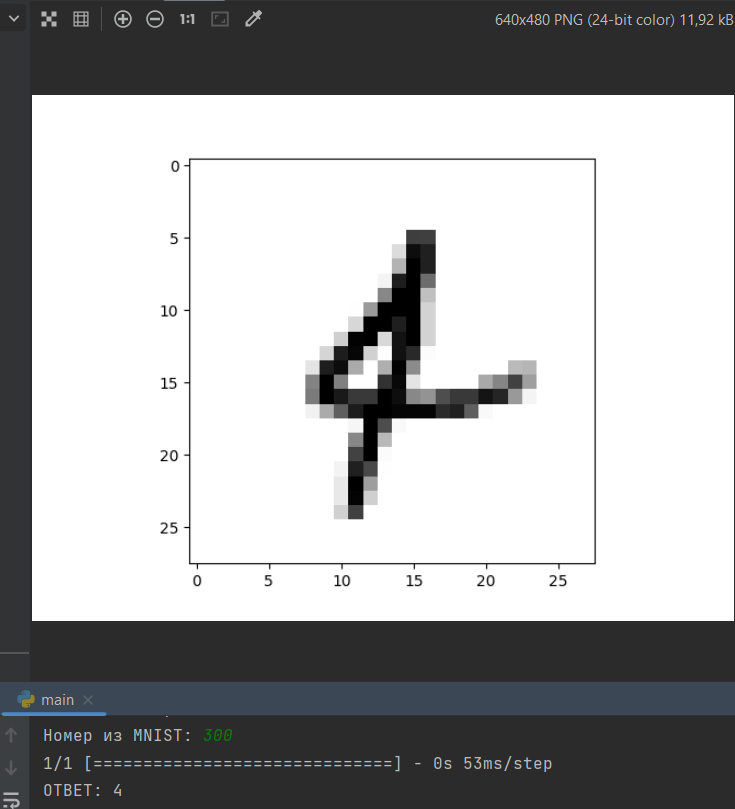 1:1
640x480 PNG (24-bit color) 11,92 kB
0
5
10
15
20
25
0 5 10 15 20 25
main
Номер из MNIST: 300
1/1 [==============================] - 0s 53ms/step
ОТВЕТ: 4